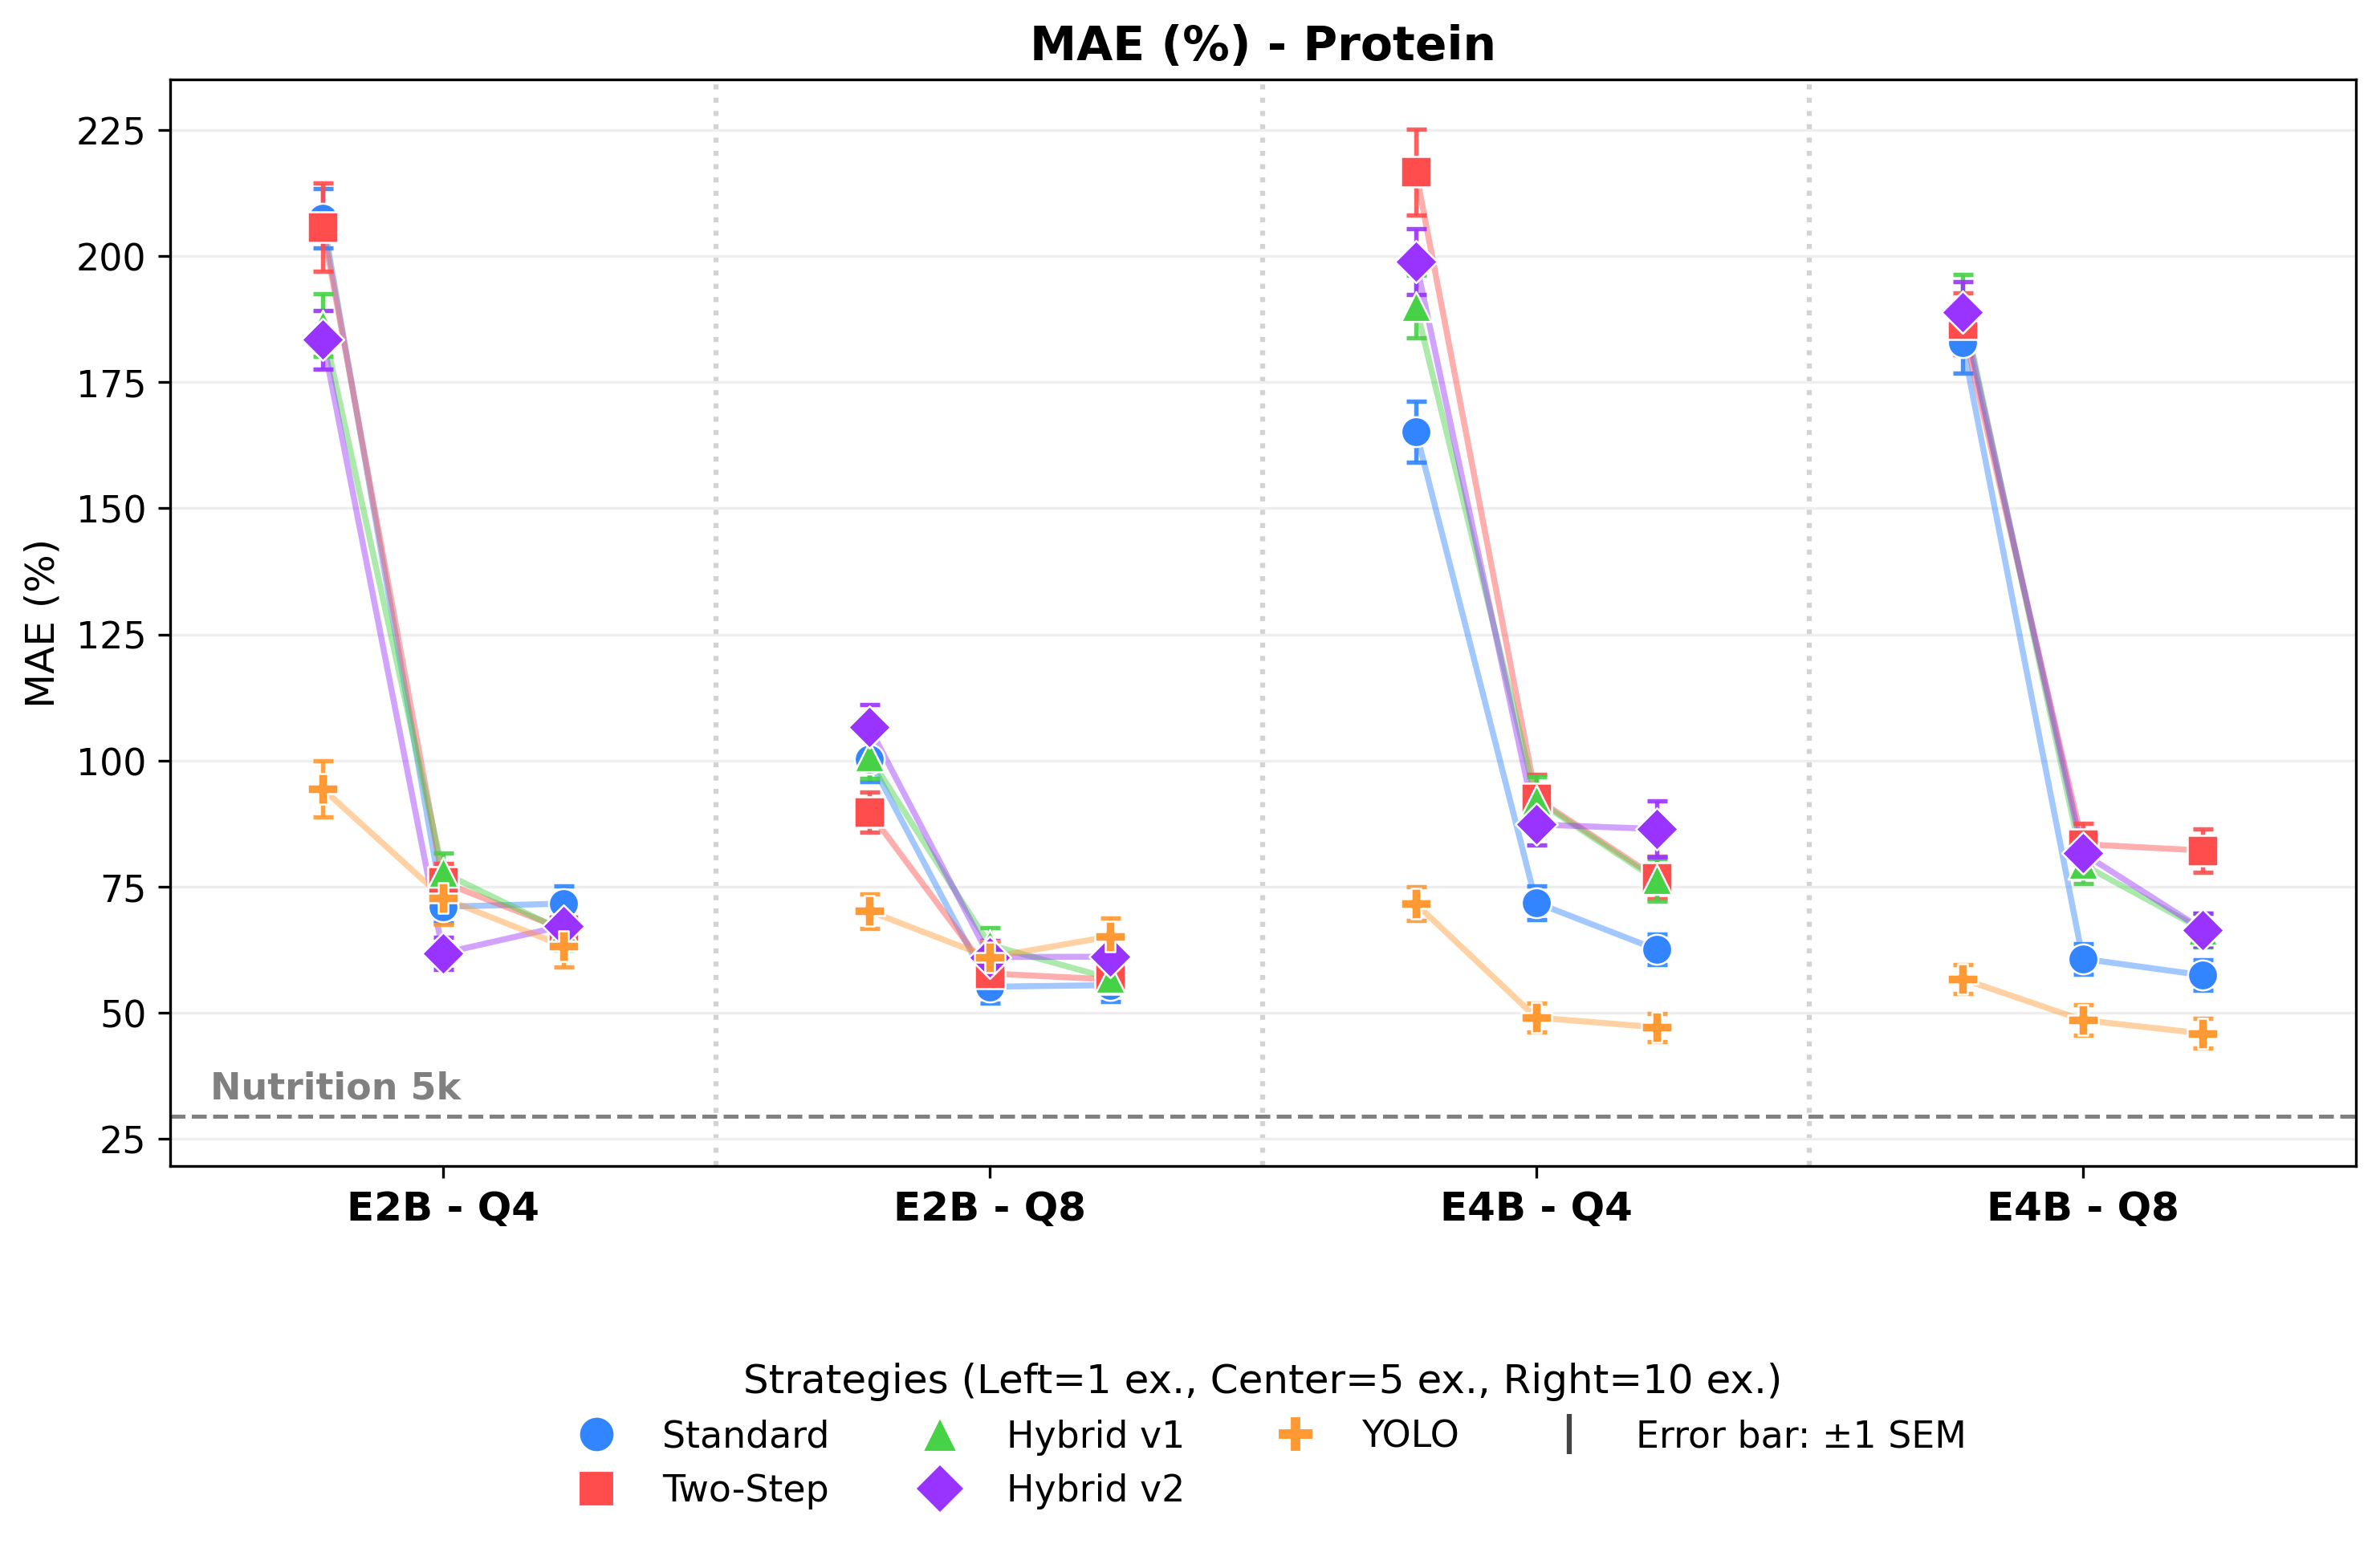 MAE (%) - Protein
MAE (%)
225
200
175
150
125
100
75
50
25
Nutrition 5k
E2B - Q4
E2B - Q8
E4B - Q4
E4B - Q8
Strategies (Left=1 ex., Center=5 ex., Right=10 ex.)
Standard
Hybrid v1
YOLO
Error bar: ±1 SEM
Two-Step
Hybrid v2